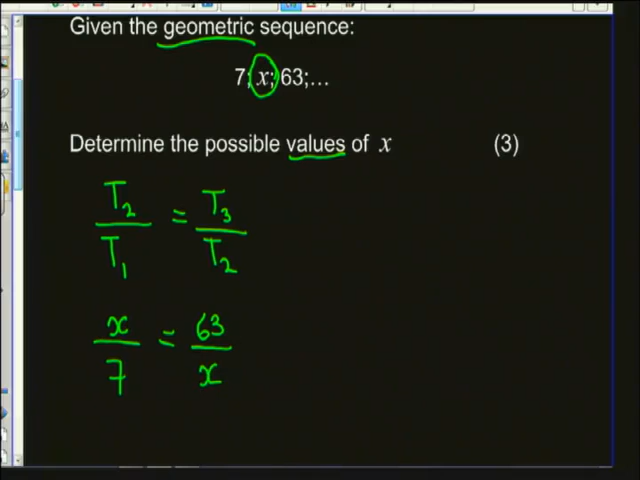 Given the geometric sequence:
7; x; 63;...
Determine the possible values of x (3)
T₂/T₁ = T₃/T₂
x/7 = 63/x